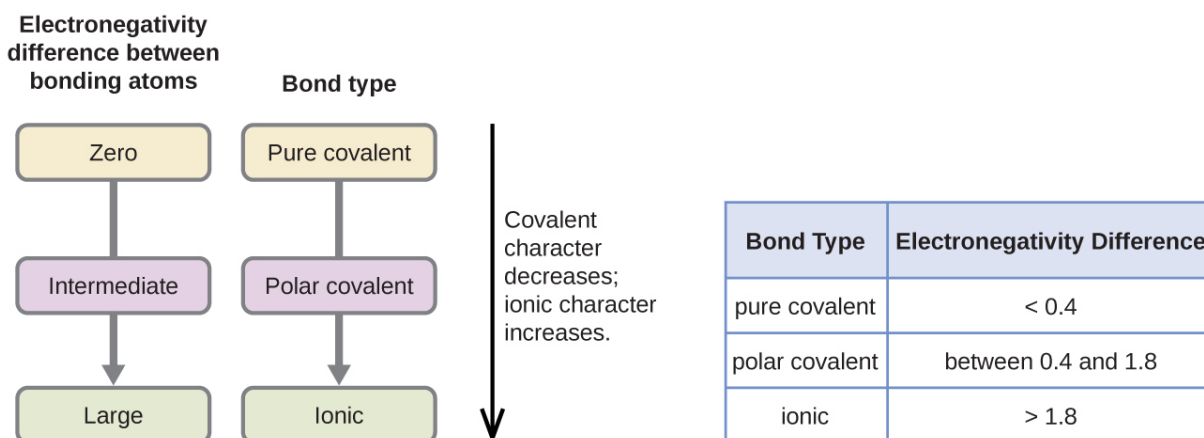 Electronegativity
difference between
bonding atoms
Bond type
Zero
Pure covalent
Intermediate
Polar covalent
Large
Ionic
Covalent
character
decreases;
ionic character
increases.
Bond Type Electronegativity Difference
pure covalent < 0.4
polar covalent between 0.4 and 1.8
ionic > 1.8